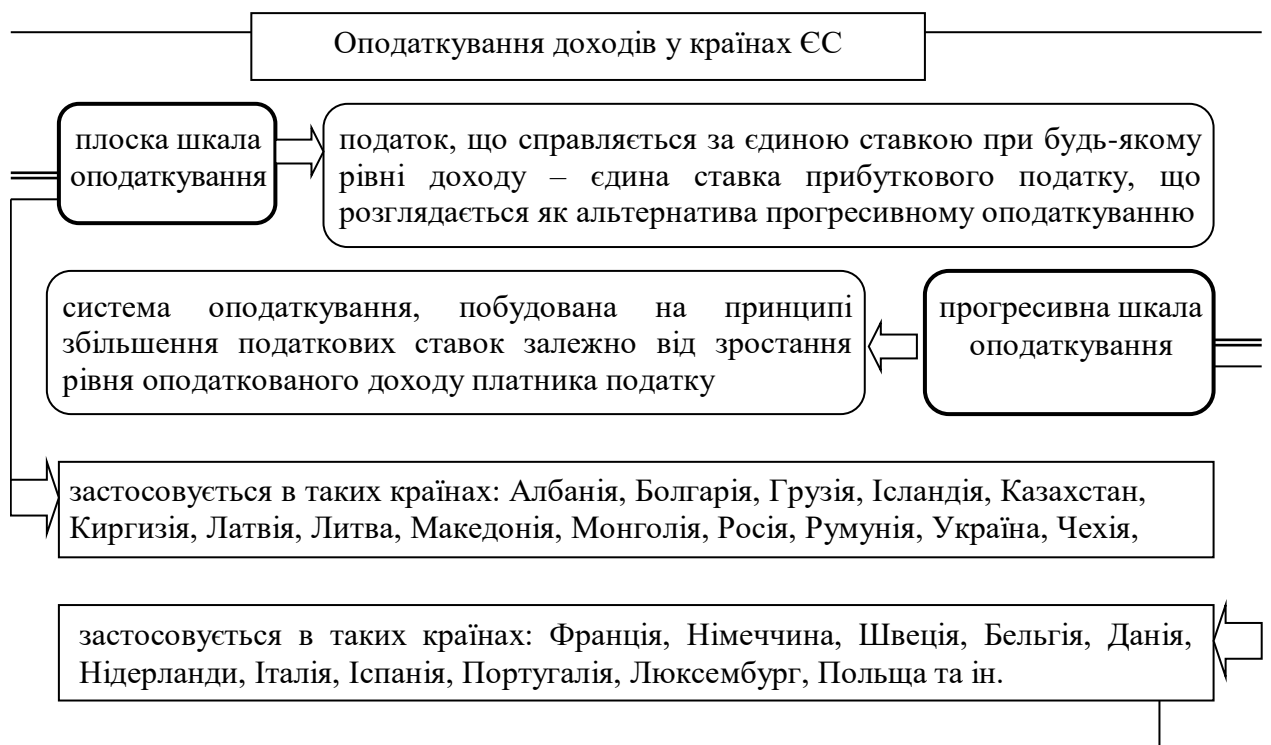 Оподаткування доходів у країнах ЄС
плоска шкала
оподаткування
податок, що справляється за єдиною ставкою при будь-якому
рівні доходу – єдина ставка прибуткового податку, що
розглядається як альтернатива прогресивному оподаткуванню
система оподаткування, побудована на принципі
збільшення податкових ставок залежно від зростання
рівня оподаткованого доходу платника податку
прогресивна шкала
оподаткування
застосовується в таких країнах: Албанія, Болгарія, Грузія, Ісландія, Казахстан,
Киргизія, Латвія, Литва, Македонія, Монголія, Росія, Румунія, Україна, Чехія,
застосовується в таких країнах: Франція, Німеччина, Швеція, Бельгія, Данія,
Нідерланди, Італія, Іспанія, Португалія, Люксембург, Польща та ін.